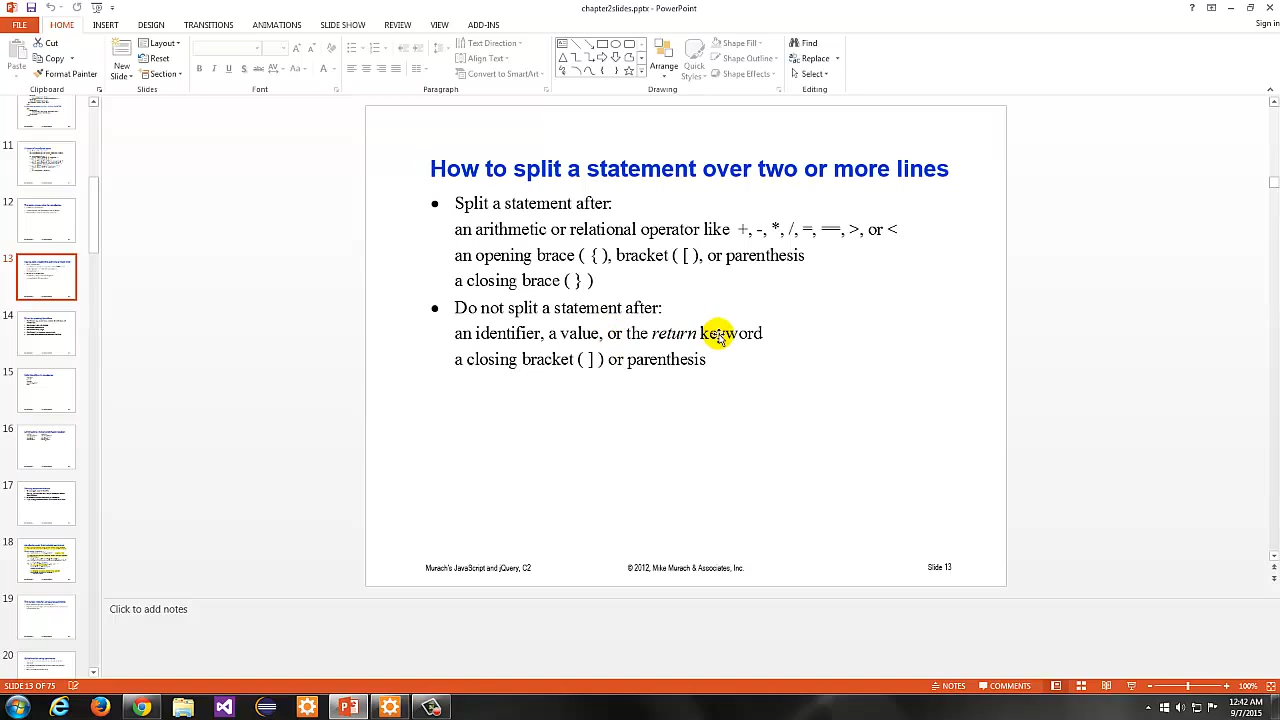 chapter2slides.pptx - PowerPoint
Sign in
FILE HOME INSERT DESIGN TRANSITIONS ANIMATIONS SLIDE SHOW REVIEW VIEW ADD-INS
Paste
Cut
Copy
Format Painter
Clipboard
New Slide
Layout
Reset
Section
Slides
B I U S abc AV Aa A
Font
Text Direction
Align Text
Convert to SmartArt
Paragraph
Arrange
Quick Styles
Shape Fill
Shape Outline
Shape Effects
Drawing
Find
Replace
Select
Editing
11
12
13
14
15
16
17
18
19
20
How to split a statement over two or more lines
● Split a statement after:
an arithmetic or relational operator like +, -, *, /, =, ==, >, or <
an opening brace ( { ), bracket ( [ ), or parenthesis
a closing brace ( } )
● Do not split a statement after:
an identifier, a value, or the return keyword
a closing bracket ( ] ) or parenthesis
Murach's JavaScript and jQuery, C2
© 2012, Mike Murach & Associates, Inc.
Slide 13
Click to add notes
SLIDE 13 OF 75
NOTES
COMMENTS
100%
12:42 AM
9/7/2015